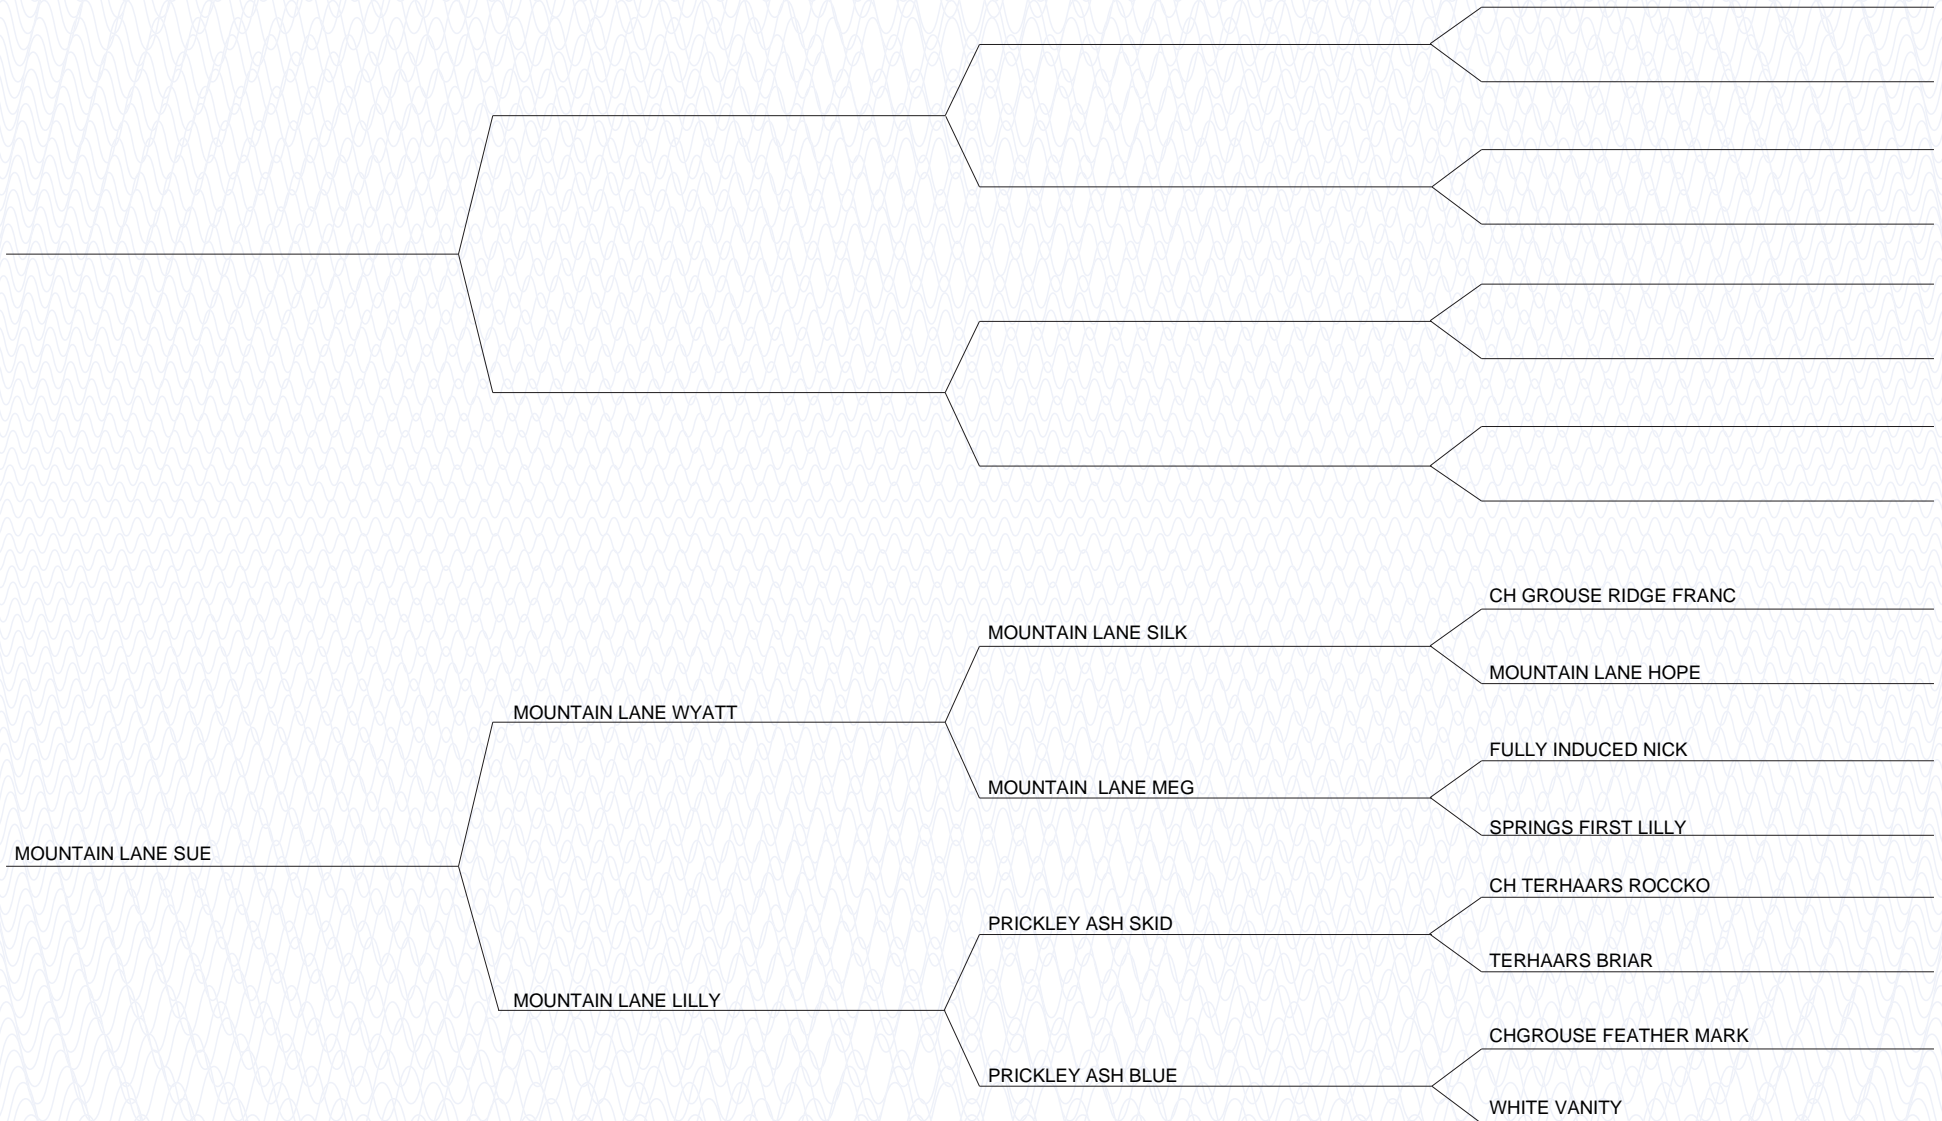 CH GROUSE RIDGE FRANC
MOUNTAIN LANE SILK
MOUNTAIN LANE HOPE
MOUNTAIN LANE WYATT
FULLY INDUCED NICK
MOUNTAIN  LANE MEG
SPRINGS FIRST LILLY
MOUNTAIN LANE SUE
CH TERHAARS ROCCKO
PRICKLEY ASH SKID
TERHAARS BRIAR
MOUNTAIN LANE LILLY
CHGROUSE FEATHER MARK
PRICKLEY ASH BLUE
WHITE VANITY